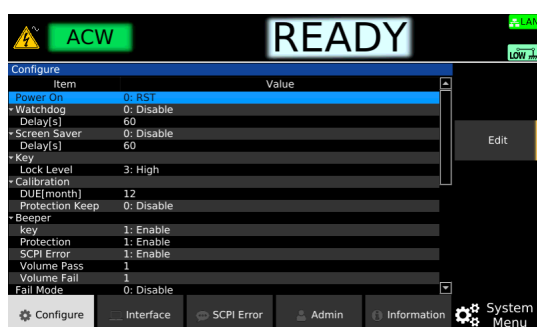 ACW
READY
LAN
LOW
Configure
Item Value
Power On 0: RST
Watchdog 0: Disable
Delay[s] 60
Screen Saver 0: Disable
Delay[s] 60
Key
Lock Level 3: High
Calibration
DUE[month] 12
Protection Keep 0: Disable
Beeper
key 1: Enable
Protection 1: Enable
SCPI Error 1: Enable
Volume Pass 1
Volume Fail 1
Fail Mode 0: Disable
Edit
Configure Interface SCPI Error Admin Information System
Menu